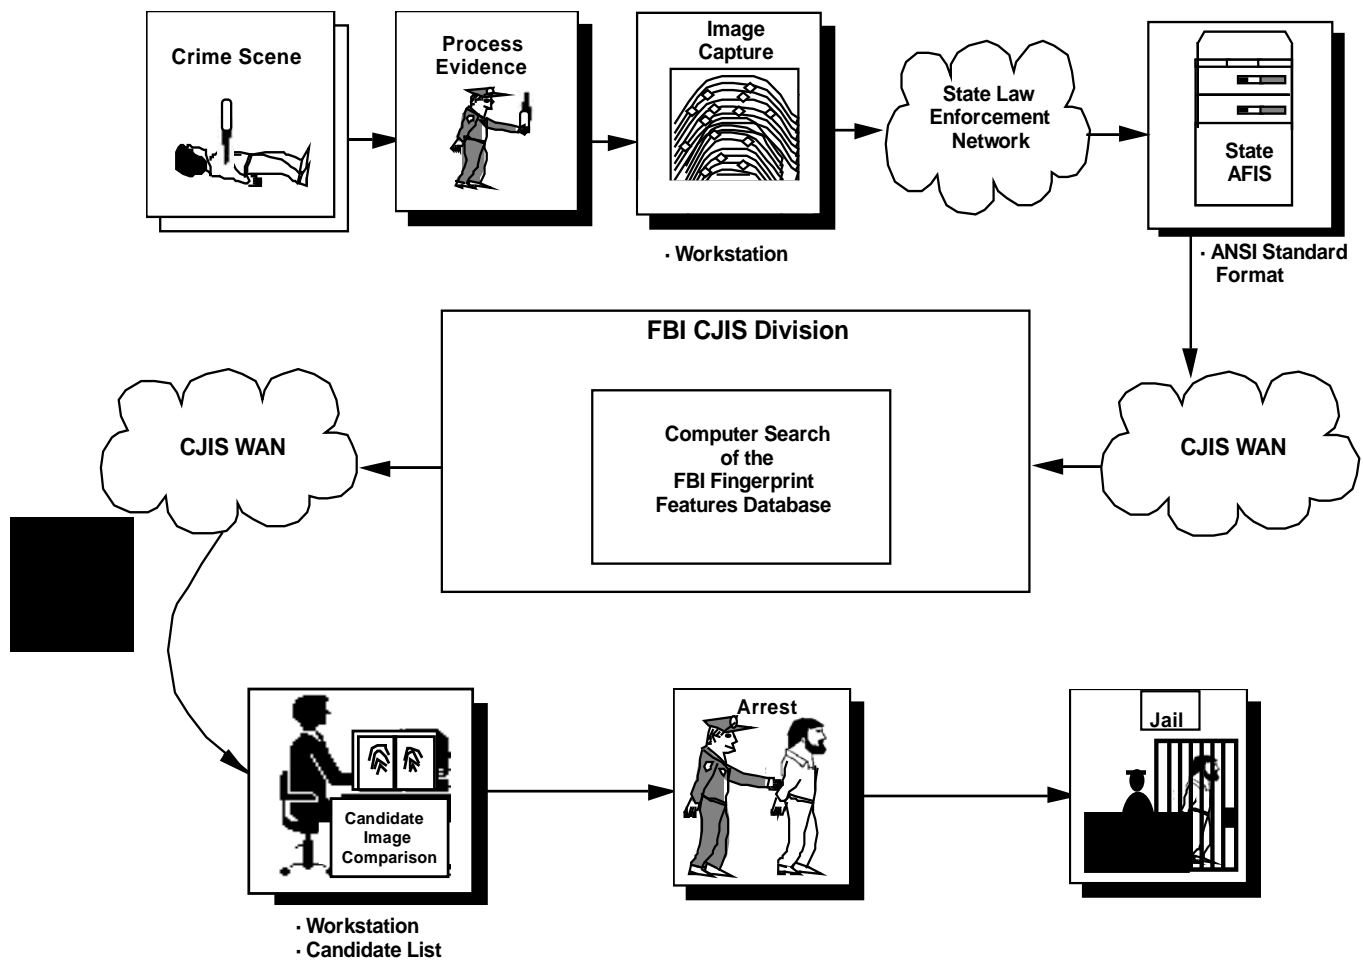 Crime Scene
Process
Evidence
Image
Capture
· Workstation
State Law
Enforcement
Network
State
AFIS
· ANSI Standard
Format
FBI CJIS Division
Computer Search
of the
FBI Fingerprint
Features Database
CJIS WAN
CJIS WAN
Candidate
Image
Comparison
· Workstation
· Candidate List
Arrest
Jail